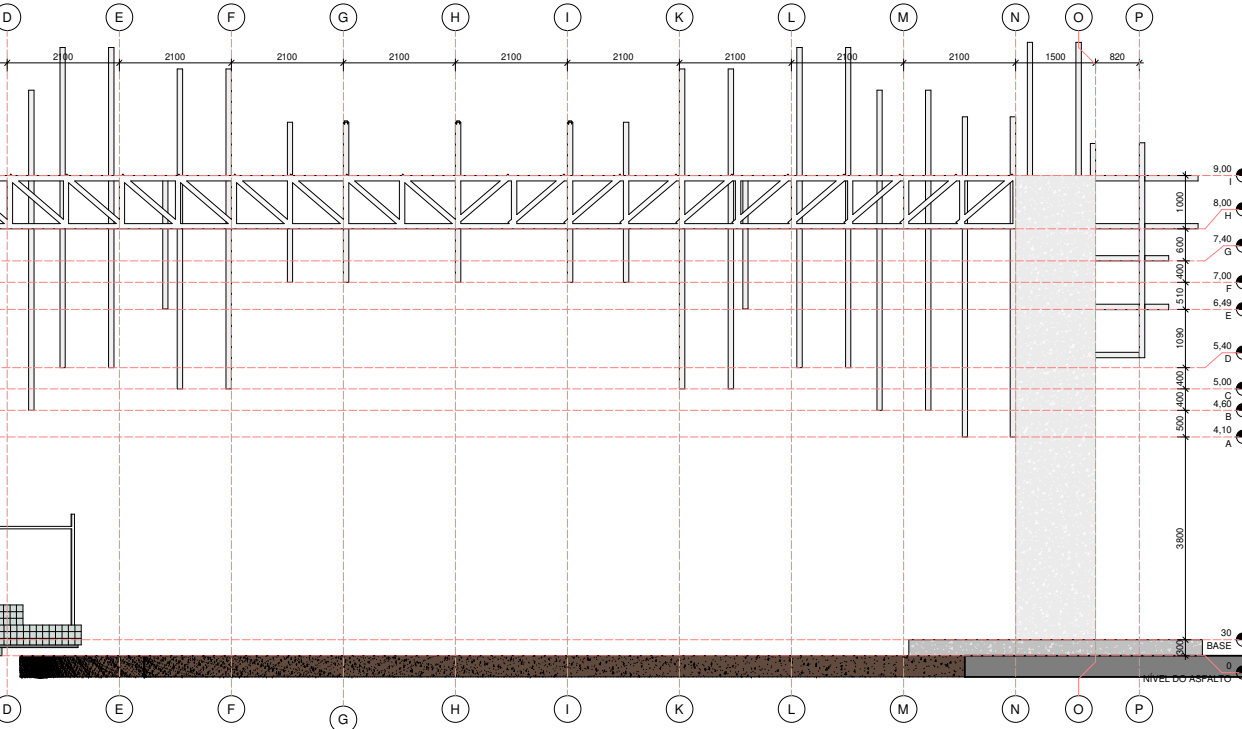 D E F G H I K L M N O P
2100 2100 2100 2100 2100 2100 2100 2100 2100 1500 820
9,00
I
1000
8,00
H
600
7,40
G
400
7,00
F
510
6,49
E
1090
5,40
D
400
5,00
C
400
4,60
B
500
4,10
A
3800
30
BASE
300
0
NÍVEL DO ASFALTO
D E F G H I K L M N O P